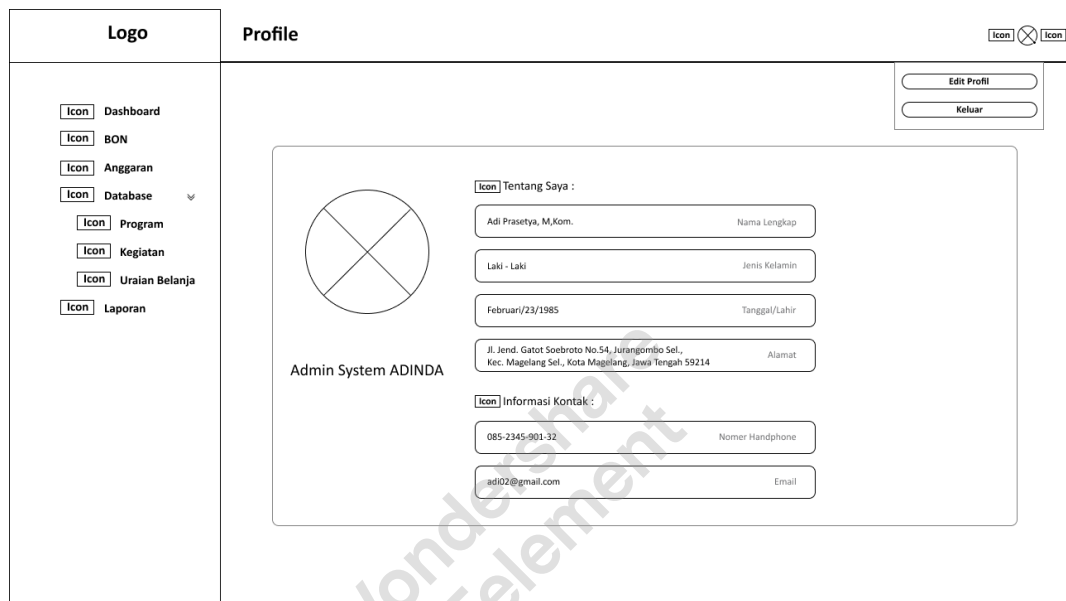 Logo
Profile
Icon
Icon
Edit Profil
Keluar
Icon Dashboard
Icon BON
Icon Anggaran
Icon Database
Icon Program
Icon Kegiatan
Icon Uraian Belanja
Icon Laporan
Admin System ADINDA
Icon Tentang Saya :
Adi Prasetya, M,Kom. Nama Lengkap
Laki - Laki Jenis Kelamin
Februari/23/1985 Tanggal/Lahir
Jl. Jend. Gatot Soebroto No.54, Jurangombo Sel.,
Kec. Magelang Sel., Kota Magelang, Jawa Tengah 59214
Alamat
Icon Informasi Kontak :
085-2345-901-32 Nomer Handphone
adi02@gmail.com Email